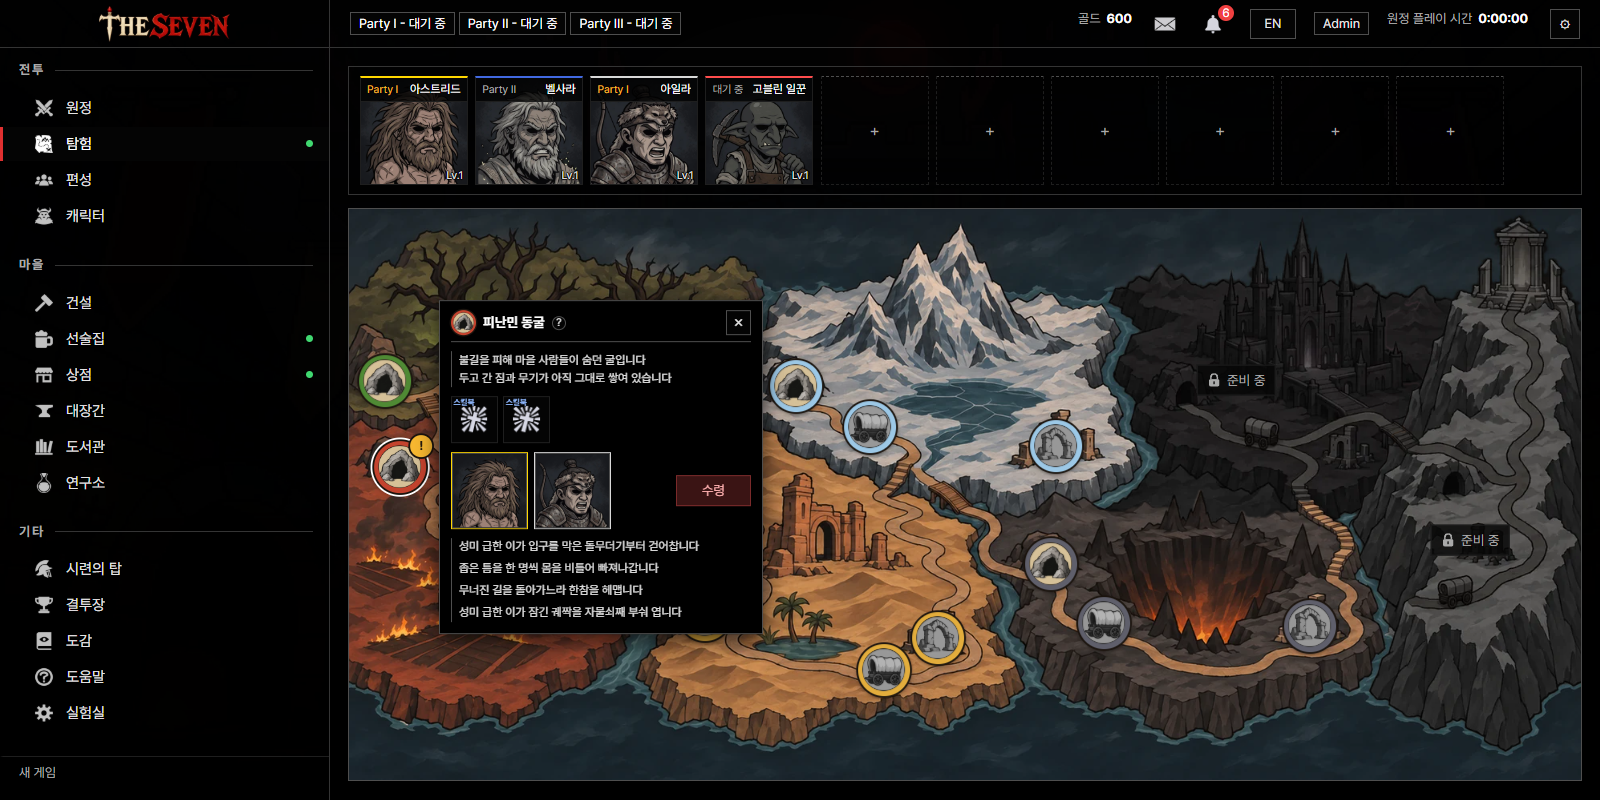 THE SEVEN
Party I - 대기 중
Party II - 대기 중
Party III - 대기 중
골드 600
6
EN
Admin
원정 플레이 시간 0:00:00
전투
원정
탐험
편성
캐릭터
마을
건설
선술집
상점
대장간
도서관
연구소
기타
시련의 탑
결투장
도감
도움말
실험실
새 게임
Party I 아스트리드
Lv.1
Party II 벨사라
Lv.1
Party I 아일라
Lv.1
대기 중 고블린 일꾼
Lv.1
+
+
+
+
+
+
피난민 동굴 ?
불길을 피해 마을 사람들이 숨던 굴입니다
두고 간 짐과 무기가 아직 그대로 쌓여 있습니다
스킬북
스킬북
수령
성미 급한 이가 입구를 막은 돌무더기부터 걷어찹니다
좁은 틈을 한 명씩 몸을 비틀어 빠져나갑니다
무너진 길을 돌아가느라 한참을 헤맵니다
성미 급한 이가 잠긴 궤짝을 자물쇠째 부숴 엽니다
!
준비 중
준비 중